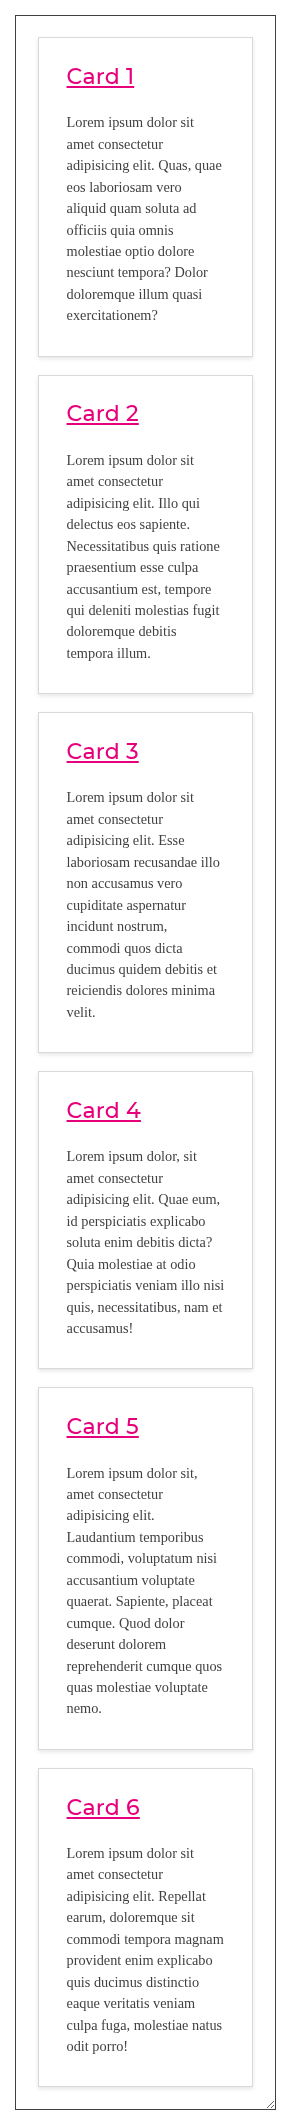 Card 1
Lorem ipsum dolor sit
amet consectetur
adipisicing elit. Quas, quae
eos laboriosam vero
aliquid quam soluta ad
officiis quia omnis
molestiae optio dolore
nesciunt tempora? Dolor
doloremque illum quasi
exercitationem?
Card 2
Lorem ipsum dolor sit
amet consectetur
adipisicing elit. Illo qui
delectus eos sapiente.
Necessitatibus quis ratione
praesentium esse culpa
accusantium est, tempore
qui deleniti molestias fugit
doloremque debitis
tempora illum.
Card 3
Lorem ipsum dolor sit
amet consectetur
adipisicing elit. Esse
laboriosam recusandae illo
non accusamus vero
cupiditate aspernatur
incidunt nostrum,
commodi quos dicta
ducimus quidem debitis et
reiciendis dolores minima
velit.
Card 4
Lorem ipsum dolor, sit
amet consectetur
adipisicing elit. Quae eum,
id perspiciatis explicabo
soluta enim debitis dicta?
Quia molestiae at odio
perspiciatis veniam illo nisi
quis, necessitatibus, nam et
accusamus!
Card 5
Lorem ipsum dolor sit,
amet consectetur
adipisicing elit.
Laudantium temporibus
commodi, voluptatum nisi
accusantium voluptate
quaerat. Sapiente, placeat
cumque. Quod dolor
deserunt dolorem
reprehenderit cumque quos
quas molestiae voluptate
nemo.
Card 6
Lorem ipsum dolor sit
amet consectetur
adipisicing elit. Repellat
earum, doloremque sit
commodi tempora magnam
provident enim explicabo
quis ducimus distinctio
eaque veritatis veniam
culpa fuga, molestiae natus
odit porro!